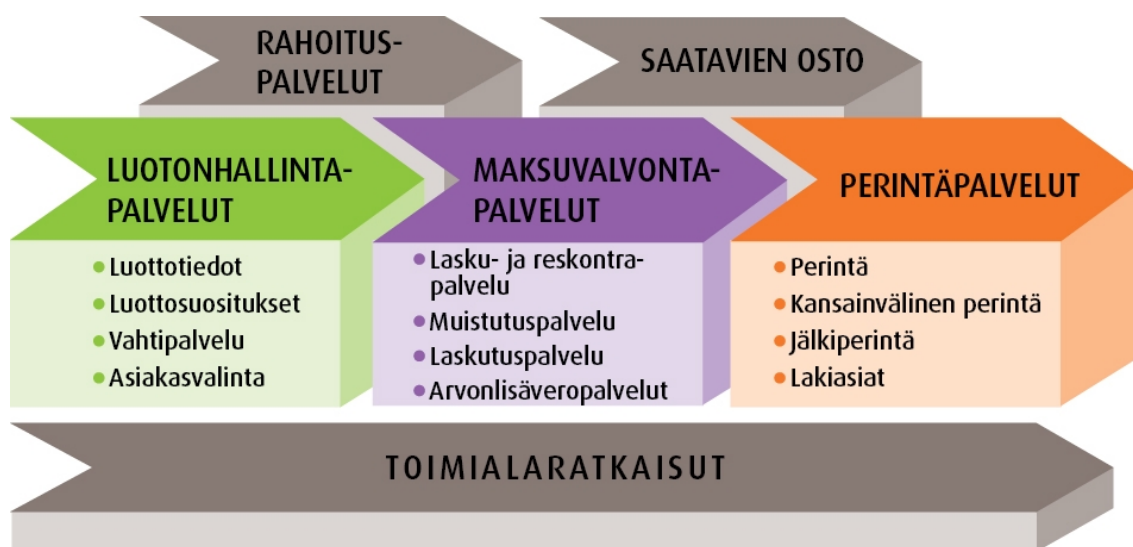 RAHOITUS-
PALVELUT
SAATAVIEN OSTO
LUOTONHALLINTA-
PALVELUT
• Luottotiedot
• Luottosuositukset
• Vahtipalvelu
• Asiakasvalinta
MAKSUVALVONTA-
PALVELUT
• Lasku- ja reskontra-
palvelu
• Muistutuspalvelu
• Laskutuspalvelu
• Arvonlisäveropalvelut
PERINTÄPALVELUT
• Perintä
• Kansainvälinen perintä
• Jälkiperintä
• Lakiasiat
TOIMIALARATKAISUT